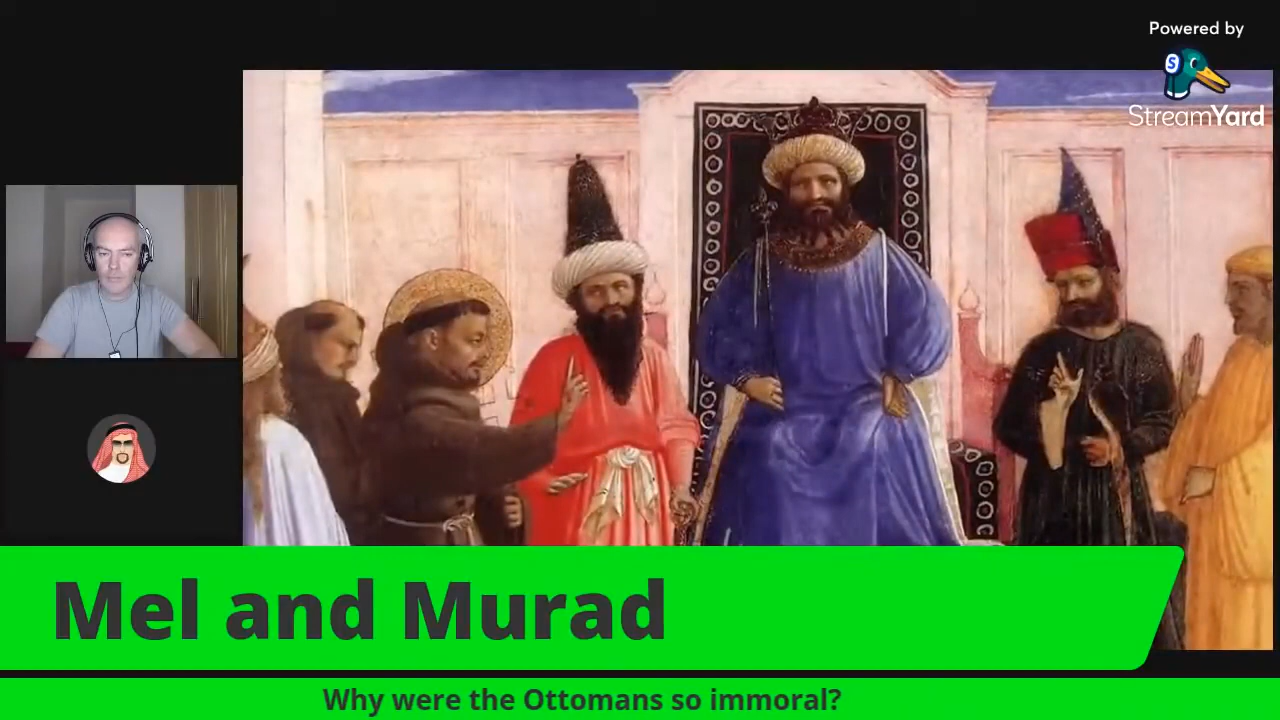 Powered by
S
StreamYard
Mel and Murad
Why were the Ottomans so immoral?